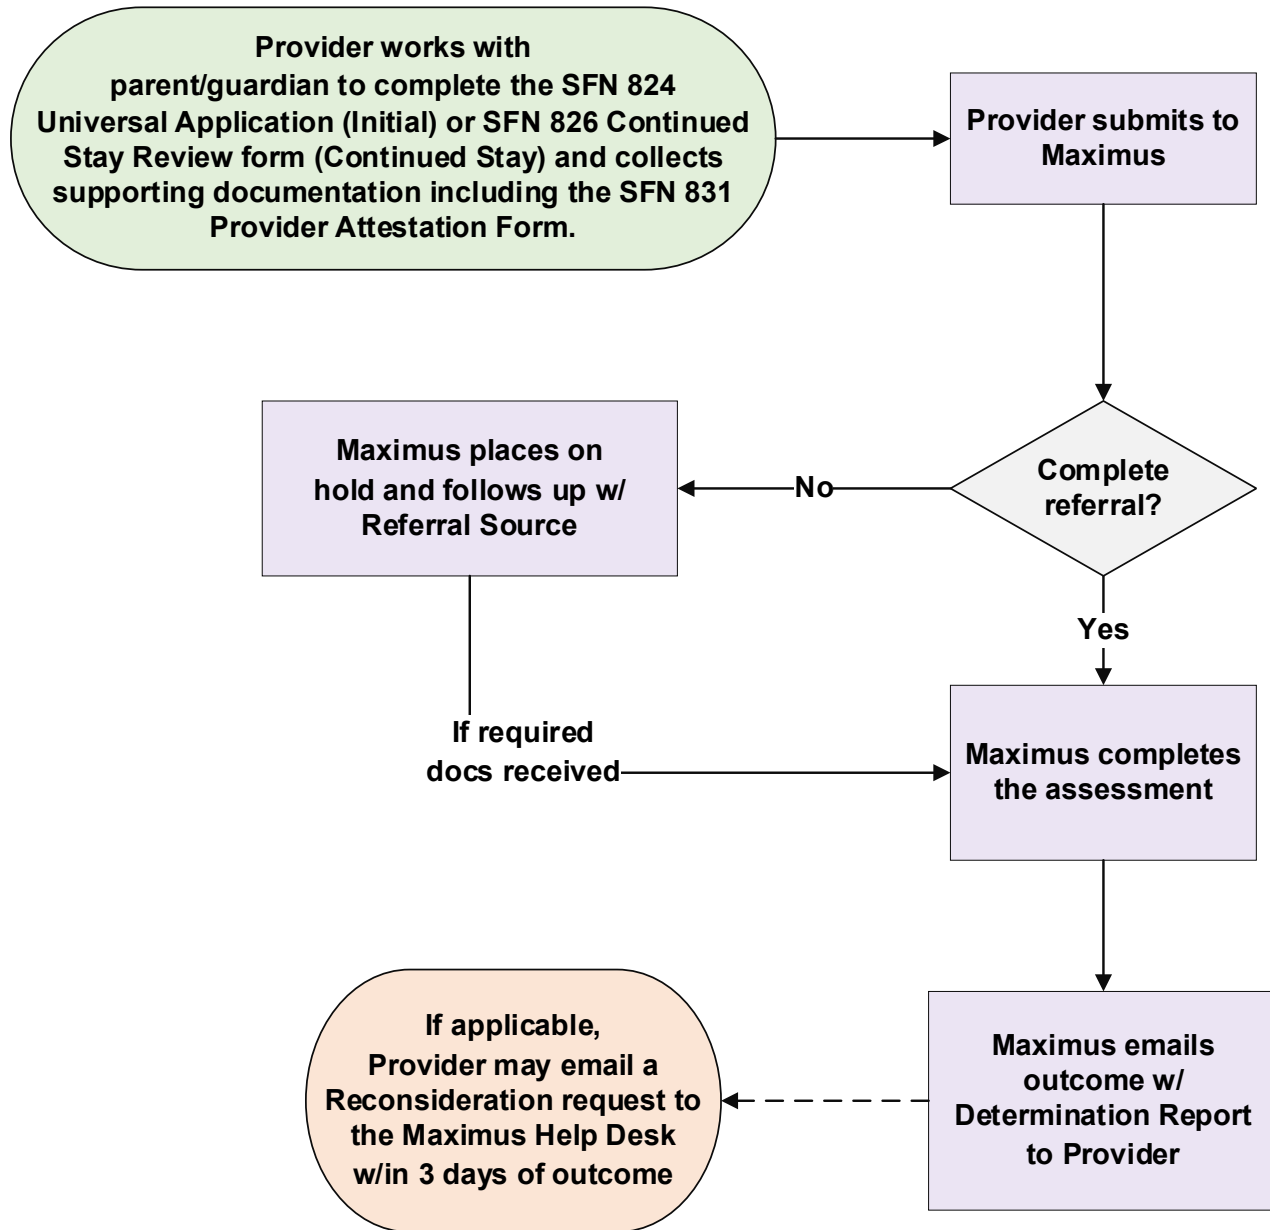 Provider works with
parent/guardian to complete the SFN 824
Universal Application (Initial) or SFN 826 Continued
Stay Review form (Continued Stay) and collects
supporting documentation including the SFN 831
Provider Attestation Form.
Provider submits to
Maximus
Complete
referral?
No
Maximus places on
hold and follows up w/
Referral Source
Yes
If required
docs received
Maximus completes
the assessment
Maximus emails
outcome w/
Determination Report
to Provider
If applicable,
Provider may email a
Reconsideration request to
the Maximus Help Desk
w/in 3 days of outcome